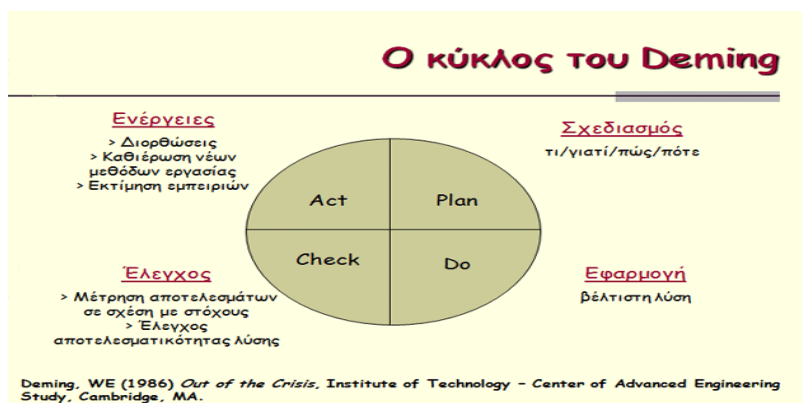 Ο κύκλος του Deming
Ενέργειες
> Διορθώσεις
> Καθιέρωση νέων
μεθόδων εργασίας
> Εκτίμηση εμπειριών
Σχεδιασμός
τι/γιατί/πώς/πότε
Act
Plan
Check
Do
Έλεγχος
> Μέτρηση αποτελεσμάτων
σε σχέση με στόχους
> Έλεγχος
αποτελεσματικότητας λύσης
Εφαρμογή
βέλτιστη λύση
Deming, WE (1986) Out of the Crisis, Institute of Technology – Center of Advanced Engineering
Study, Cambridge, MA.